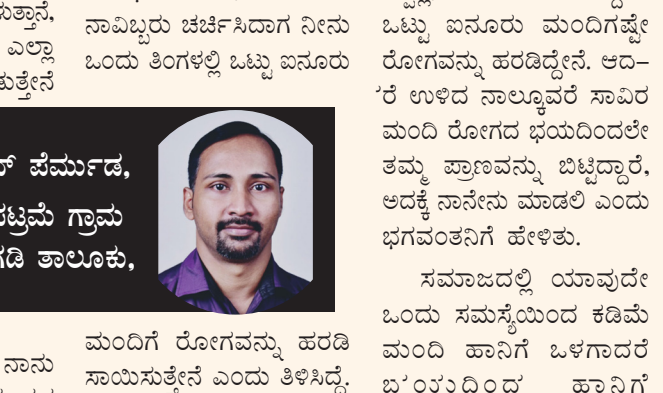 ಎಲ್ಲಾ
ನಾವಿಬ್ಬರು ಚರ್ಚಿಸಿದಾಗ ನೀನು
ಒಂದು ತಿಂಗಳಲ್ಲಿ ಒಟ್ಟು ಐನೂರು
ಪೆರ್ಮುಡ,
ಗ್ರಾಮ
ತಾಲೂಕು,
ನಾನು
ಮಂದಿಗೆ ರೋಗವನ್ನು ಹರಡಿ
ಸಾಯಿಸುತ್ತೇನೆ ಎಂದು ತಿಳಿಸಿದ್ದೆ.
ಒಟ್ಟು ಐನೂರು ಮಂದಿಗಷ್ಟೇ
ರೋಗವನ್ನು ಹರಡಿದ್ದೇನೆ. ಆದ-
ರೆ ಉಳಿದ ನಾಲ್ಕೂವರೆ ಸಾವಿರ
ಮಂದಿ ರೋಗದ ಭಯದಿಂದಲೇ
ತಮ್ಮ ಪ್ರಾಣವನ್ನು ಬಿಟ್ಟಿದ್ದಾರೆ,
ಅದಕ್ಕೆ ನಾನೇನು ಮಾಡಲಿ ಎಂದು
ಭಗವಂತನಿಗೆ ಹೇಳಿತು.
ಸಮಾಜದಲ್ಲಿ ಯಾವುದೇ
ಒಂದು ಸಮಸ್ಯೆಯಿಂದ ಕಡಿಮೆ
ಮಂದಿ ಹಾನಿಗೆ ಒಳಗಾದರೆ
ಹಾನಿಗೆ